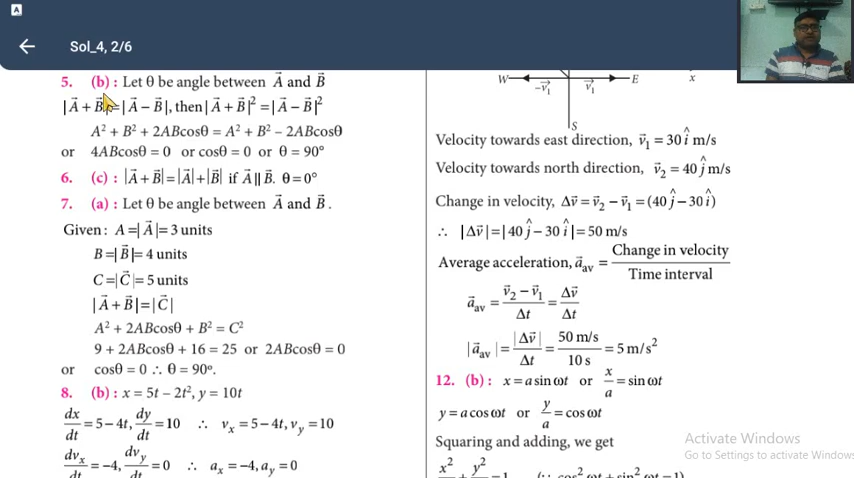 A
Sol_4, 2/6
5. (b) : Let θ be angle between A⃗ and B⃗
|A⃗ + B⃗|=|A⃗ − B⃗|, then|A⃗ + B⃗|² =|A⃗ − B⃗|²
A² + B² + 2ABcosθ = A² + B² − 2ABcosθ
or 4ABcosθ = 0 or cosθ = 0 or θ = 90°
6. (c) : |A⃗ + B⃗|=|A⃗|+|B⃗| if A⃗ || B⃗. θ = 0°
7. (a) : Let θ be angle between A⃗ and B⃗.
Given : A =|A⃗|= 3 units
B =|B⃗|= 4 units
C =|C⃗|= 5 units
|A⃗ + B⃗|=|C⃗|
A² + 2ABcosθ + B² = C²
9 + 2ABcosθ + 16 = 25 or 2ABcosθ = 0
or cosθ = 0 ∴ θ = 90°.
8. (b) : x = 5t − 2t², y = 10t
dx/dt = 5 − 4t, dy/dt = 10 ∴ vₓ = 5 − 4t, v_y = 10
dvₓ/dt = −4, dv_y/dt = 0 ∴ aₓ = −4, a_y = 0
W −v⃗₁ v⃗₁ E x
S
Velocity towards east direction, v⃗₁ = 30 î m/s
Velocity towards north direction, v⃗₂ = 40 ĵ m/s
Change in velocity, Δv⃗ = v⃗₂ − v⃗₁ = (40 ĵ − 30 î)
∴ |Δv⃗| =| 40 ĵ − 30 î | = 50 m/s
Average acceleration, a⃗_av = Change in velocity / Time interval
a⃗_av = (v⃗₂ − v⃗₁)/Δt = Δv⃗/Δt
|a⃗_av| = |Δv⃗|/Δt = 50 m/s / 10 s = 5 m/s²
12. (b) : x = a sin ωt or x/a = sin ωt
y = a cos ωt or y/a = cos ωt
Squaring and adding, we get
x² y² 1 (∵ cos² ωt + sin² ωt = 1)
Activate Windows
Go to Settings to activate Windows